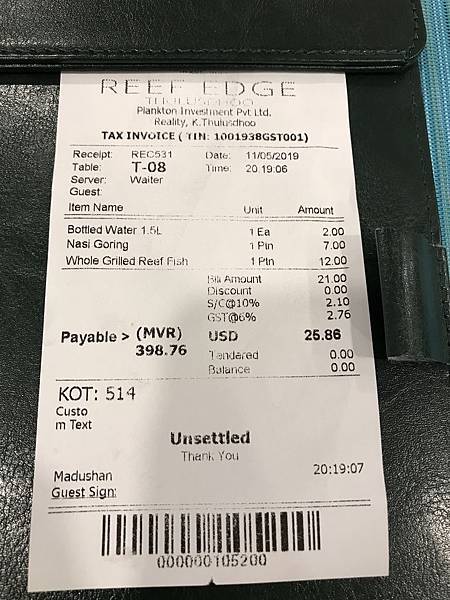 REEF EDGE
THULUSDHOO
Plankton Investment Pvt Ltd.
Reality, K.Thulusdhoo
TAX INVOICE ( TIN: 1001938GST001)
Receipt: REC531 Date: 11/05/2019
Table: T-08 Time: 20:19:06
Server: Waiter
Guest:
Item Name Unit Amount
Bottled Water 1.5L 1 Ea 2.00
Nasi Goring 1 Ptn 7.00
Whole Grilled Reef Fish 1 Ptn 12.00
Bill Amount 21.00
Discount 0.00
S/C@10% 2.10
GST@6% 2.76
Payable > (MVR) USD 25.86
398.76
Tendared 0.00
Balance 0.00
KOT: 514
Custo
m Text
Unsettled
Thank You
Madushan 20:19:07
Guest Sign:
000000105200